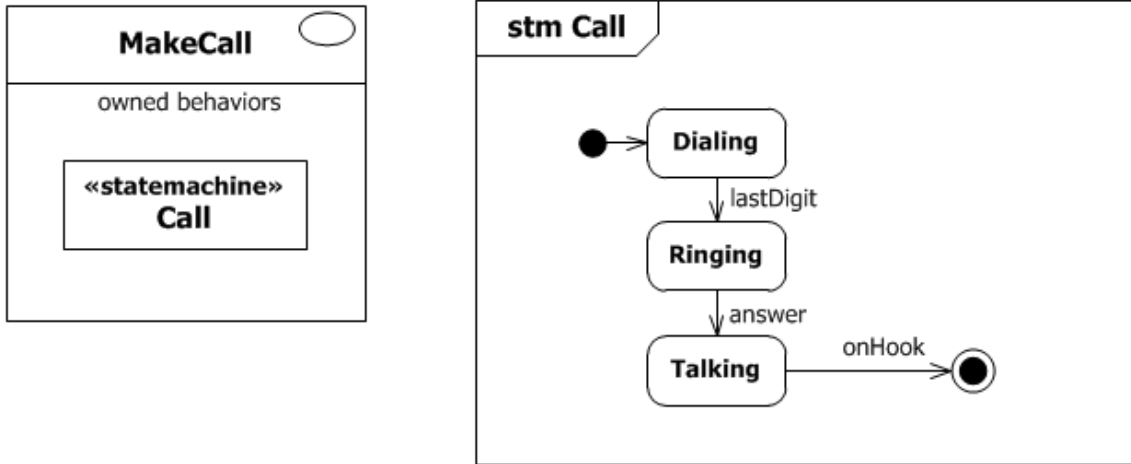 MakeCall
owned behaviors
«statemachine»
Call
stm Call
Dialing
lastDigit
Ringing
answer
Talking
onHook